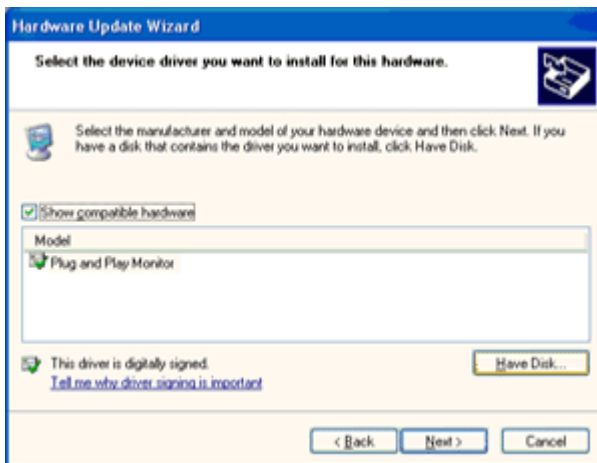 Hardware Update Wizard
Select the device driver you want to install for this hardware.
Select the manufacturer and model of your hardware device and then click Next. If you
have a disk that contains the driver you want to install, click Have Disk.
Show compatible hardware
Model
Plug and Play Monitor
This driver is digitally signed.
Have Disk...
Tell me why driver signing is important
< Back
Next >
Cancel